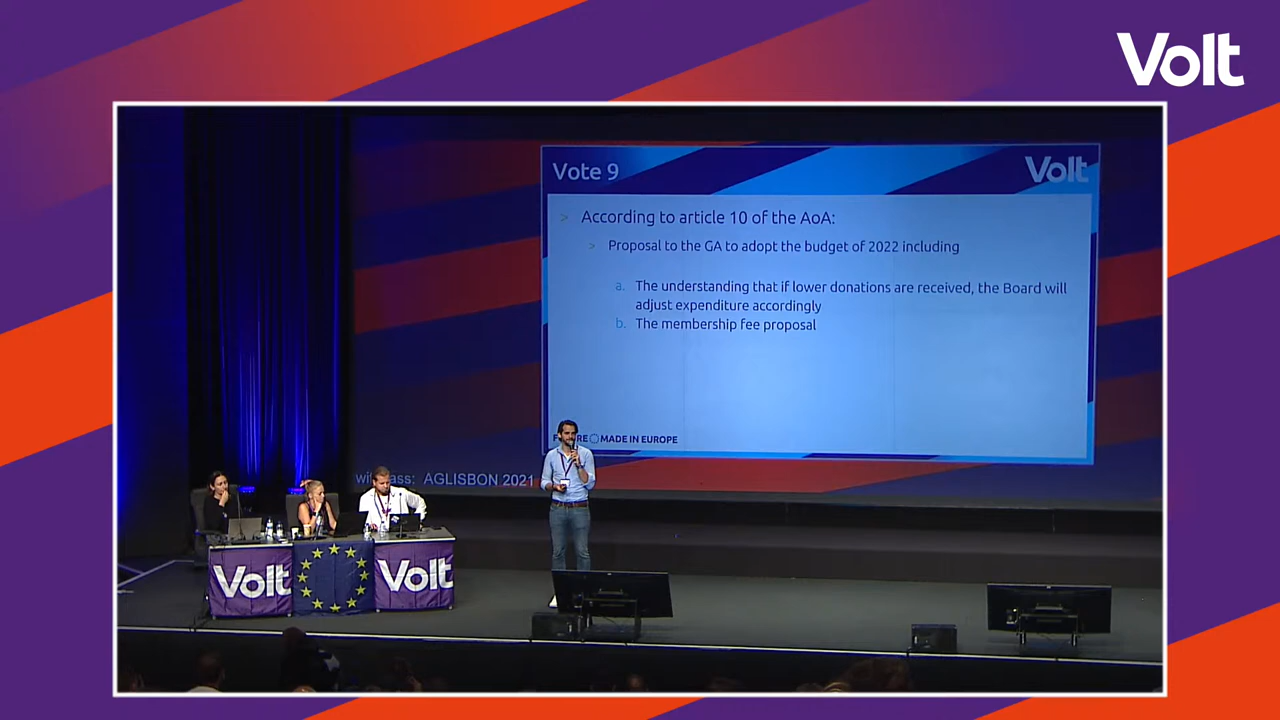 Volt
Vote 9
Volt
> According to article 10 of the AoA:
> Proposal to the GA to adopt the budget of 2022 including
a. The understanding that if lower donations are received, the Board will
adjust expenditure accordingly
b. The membership fee proposal
MADE IN EUROPE
AGLISBON 2021
Volt
Volt